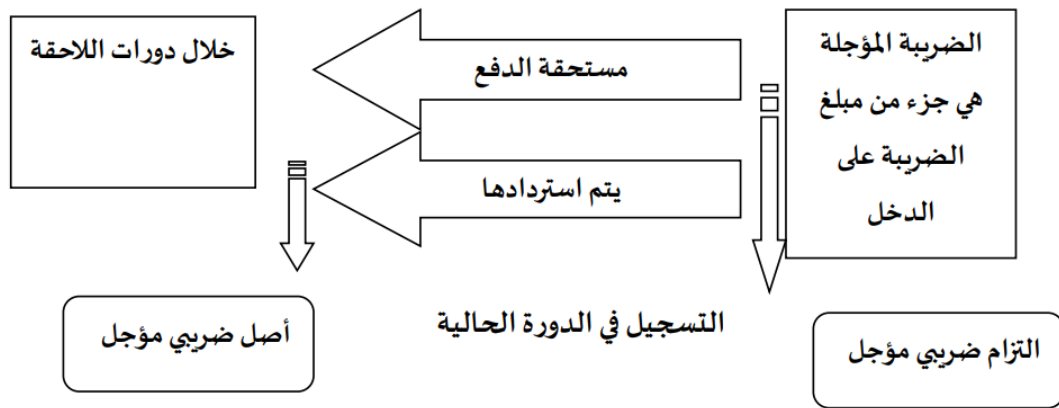 الضريبة المؤجلة
هي جزء من مبلغ
الضريبة على
الدخل
مستحقة الدفع
يتم استردادها
خلال دورات اللاحقة
التسجيل في الدورة الحالية
التزام ضريبي مؤجل
أصل ضريبي مؤجل